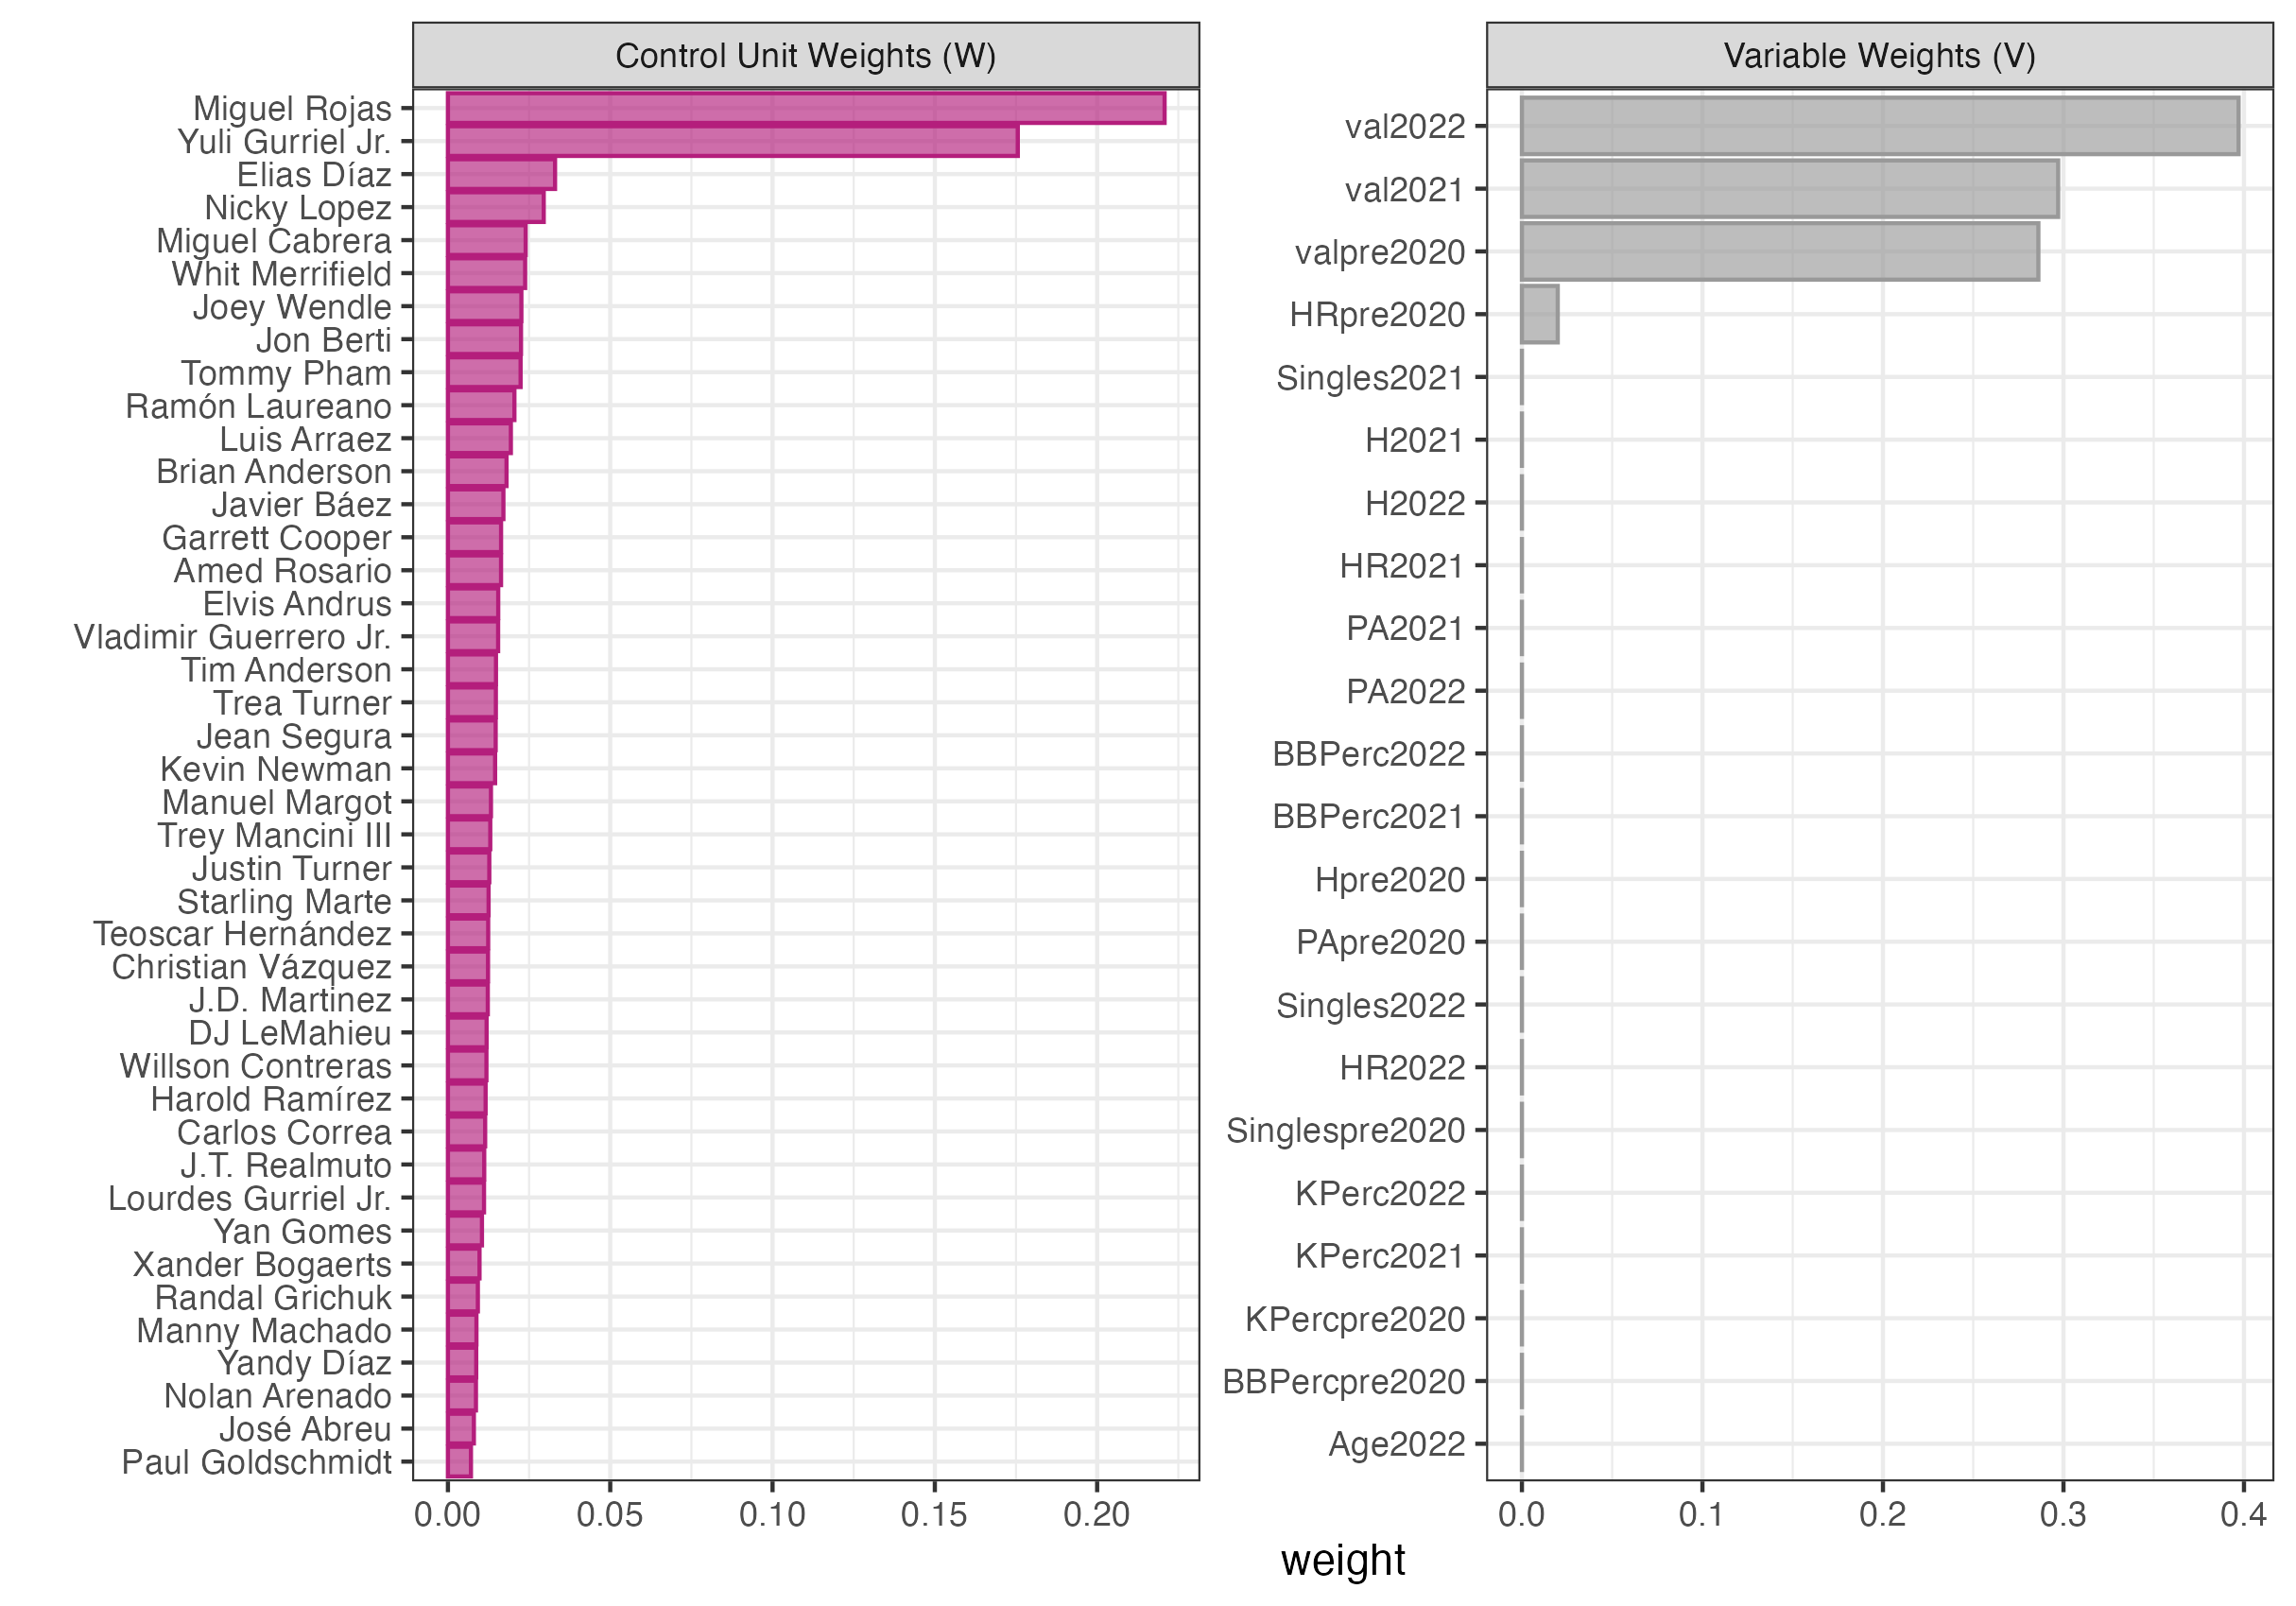 Control Unit Weights (W)
Miguel Rojas
Yuli Gurriel Jr.
Elias Díaz
Nicky Lopez
Miguel Cabrera
Whit Merrifield
Joey Wendle
Jon Berti
Tommy Pham
Ramón Laureano
Luis Arraez
Brian Anderson
Javier Báez
Garrett Cooper
Amed Rosario
Elvis Andrus
Vladimir Guerrero Jr.
Tim Anderson
Trea Turner
Jean Segura
Kevin Newman
Manuel Margot
Trey Mancini III
Justin Turner
Starling Marte
Teoscar Hernández
Christian Vázquez
J.D. Martinez
DJ LeMahieu
Willson Contreras
Harold Ramírez
Carlos Correa
J.T. Realmuto
Lourdes Gurriel Jr.
Yan Gomes
Xander Bogaerts
Randal Grichuk
Manny Machado
Yandy Díaz
Nolan Arenado
José Abreu
Paul Goldschmidt
0.00 0.05 0.10 0.15 0.20
Variable Weights (V)
val2022
val2021
valpre2020
HRpre2020
Singles2021
H2021
H2022
HR2021
PA2021
PA2022
BBPerc2022
BBPerc2021
Hpre2020
PApre2020
Singles2022
HR2022
Singlespre2020
KPerc2022
KPerc2021
KPercpre2020
BBPercpre2020
Age2022
0.0 0.1 0.2 0.3 0.4
weight